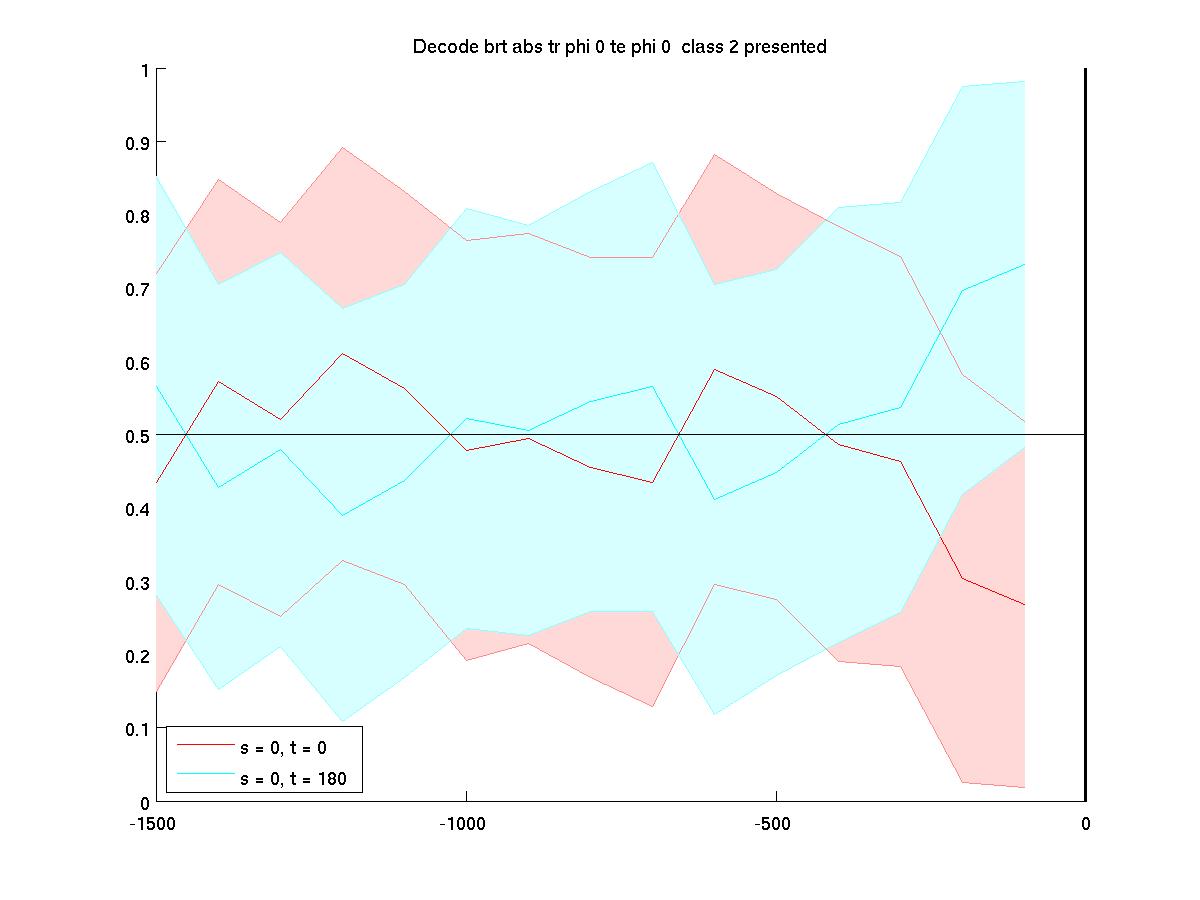 Decode brt abs tr phi 0 te phi 0  class 2 presented
1
0.9
0.8
0.7
0.6
0.5
0.4
0.3
0.2
0.1
0
s = 0, t = 0
s = 0, t = 180
-1500 -1000 -500 0